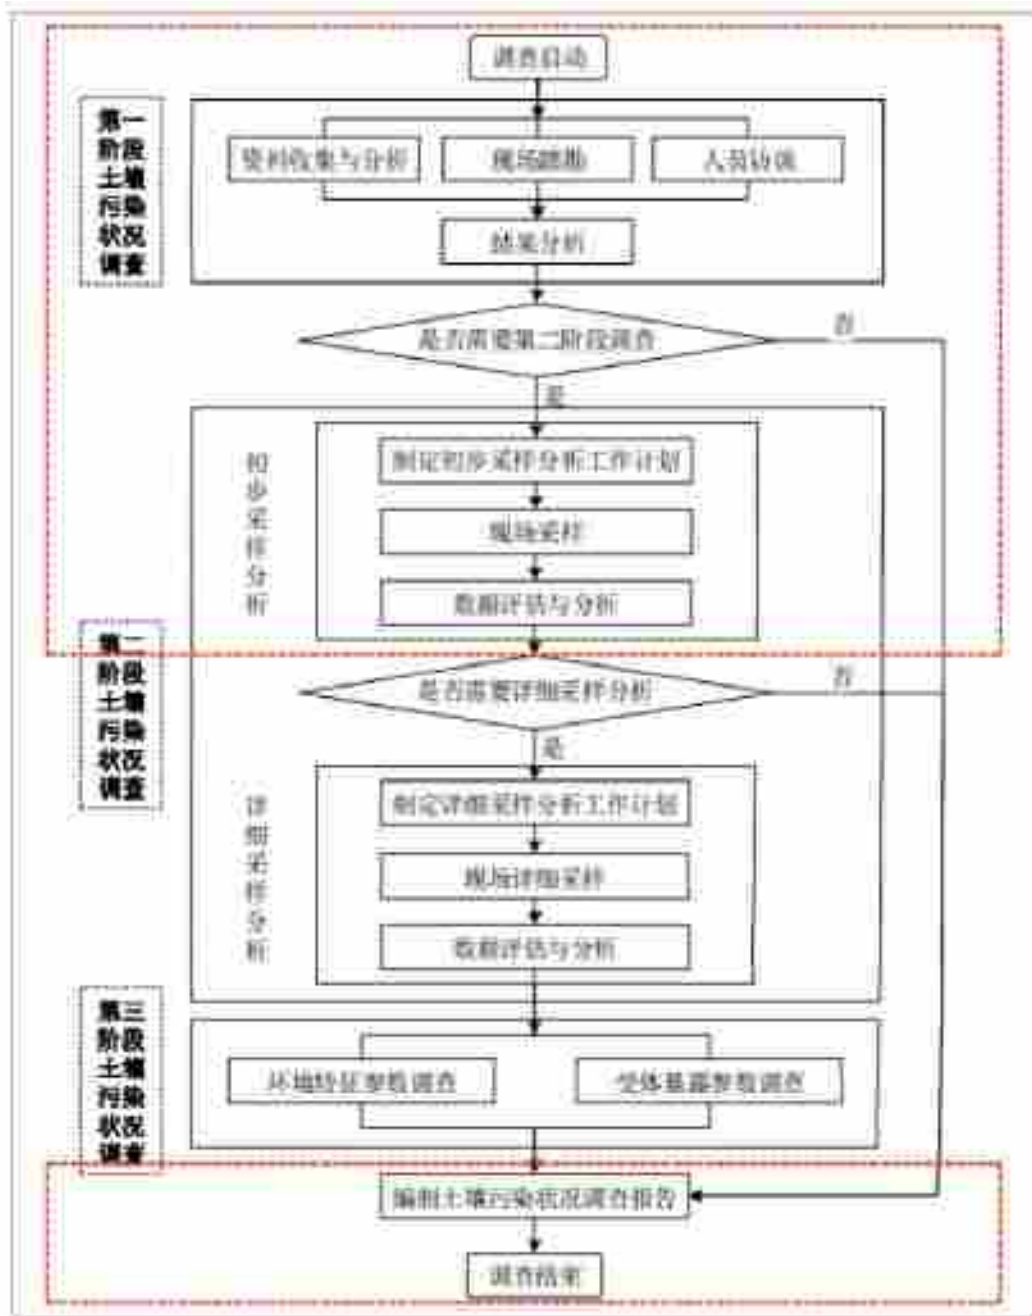 调查启动
第一
阶段
土壤
污染
状况
调查
资料收集与分析
现场踏勘
人员访谈
结果分析
是否需要第二阶段调查
否
是
初步采样分析
制定初步采样分析工作计划
现场采样
数据评估与分析
第二
阶段
土壤
污染
状况
调查
是否需要详细采样分析
否
是
详细采样分析
制定详细采样分析工作计划
现场详细采样
数据评估与分析
第三
阶段
土壤
污染
状况
调查
环境特征参数调查
受体暴露参数调查
编制土壤污染状况调查报告
调查结束